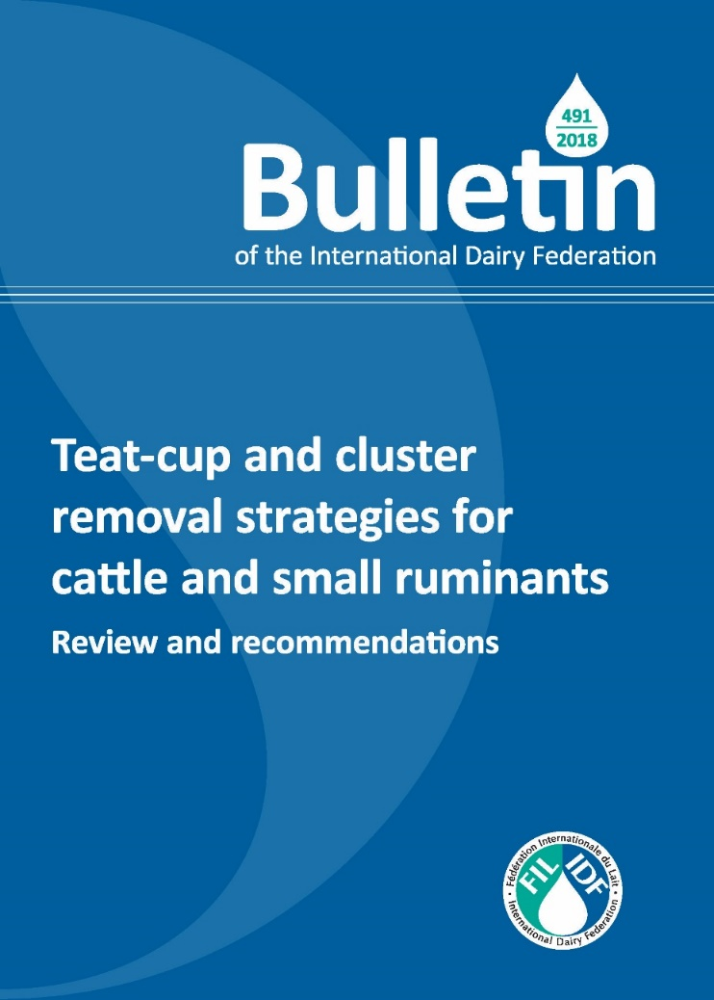 491
2018
Bulletin
of the International Dairy Federation
Teat-cup and cluster
removal strategies for
cattle and small ruminants
Review and recommendations
Fédération Internationale du Lait
FIL IDF
International Dairy Federation